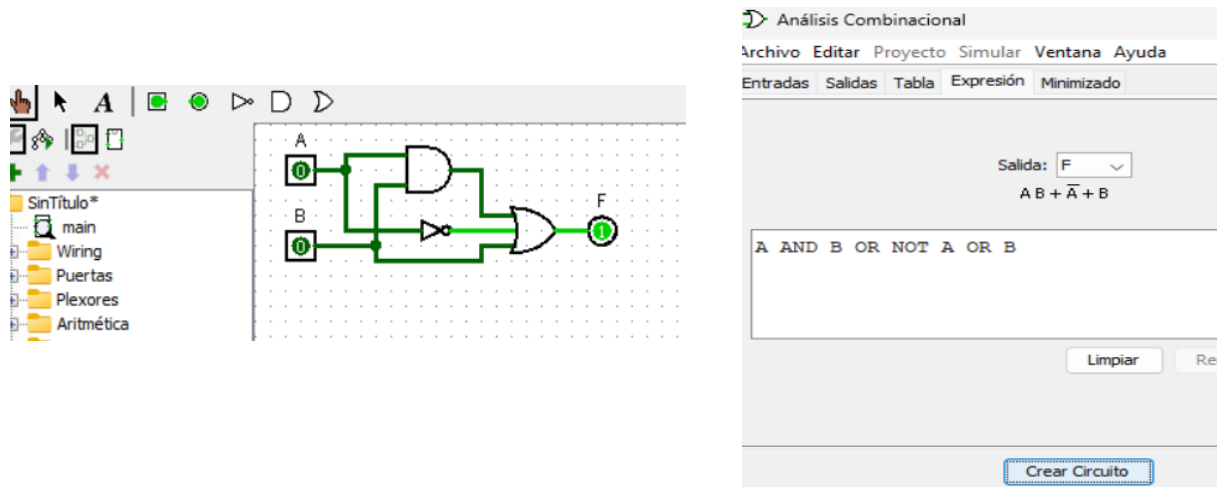 A
A
0
B
0
F
1
SinTítulo*
main
Wiring
Puertas
Plexores
Aritmética
Análisis Combinacional
Archivo Editar Proyecto Simular Ventana Ayuda
Entradas Salidas Tabla Expresión Minimizado
Salida: F
A B + A̅ + B
A AND B OR NOT A OR B
Limpiar Re
Crear Circuito